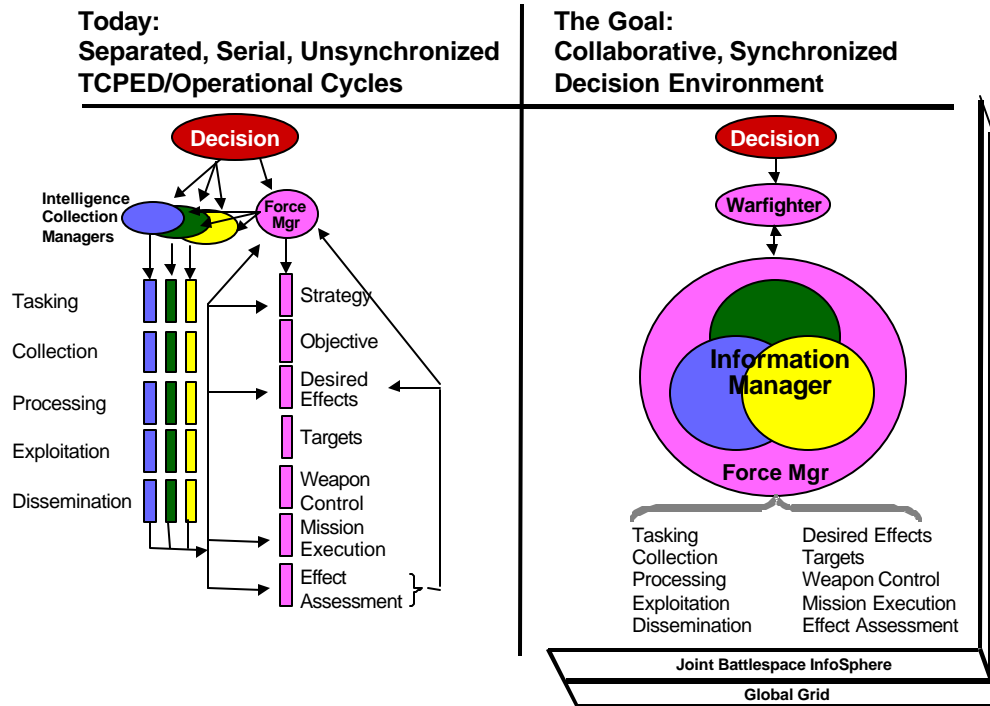 Today:
Separated, Serial, Unsynchronized
TCPED/Operational Cycles
Decision
Intelligence
Collection
Managers
Force
Mgr
Tasking
Collection
Processing
Exploitation
Dissemination
Strategy
Objective
Desired
Effects
Targets
Weapon
Control
Mission
Execution
Effect
Assessment
The Goal:
Collaborative, Synchronized
Decision Environment
Decision
Warfighter
Information
Manager
Force Mgr
Tasking
Collection
Processing
Exploitation
Dissemination
Desired Effects
Targets
Weapon Control
Mission Execution
Effect Assessment
Joint Battlespace InfoSphere
Global Grid